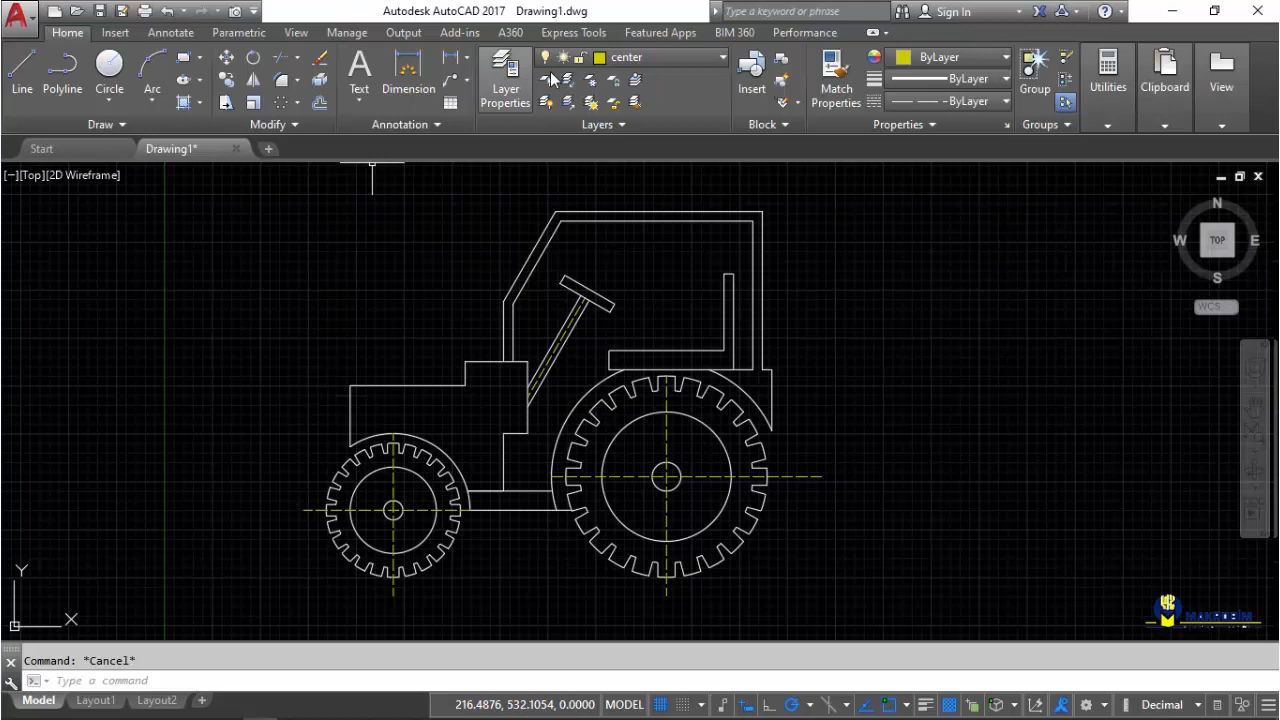 Autodesk AutoCAD 2017 Drawing1.dwg
Type a keyword or phrase
Sign In
Home Insert Annotate Parametric View Manage Output Add-ins A360 Express Tools Featured Apps BIM 360 Performance
Line
Polyline
Circle
Arc
Text
Dimension
Layer
Properties
center
Insert
Match
Properties
ByLayer
ByLayer
ByLayer
Group
Utilities
Clipboard
View
Draw
Modify
Annotation
Layers
Block
Properties
Groups
Start
Drawing1*
[−][Top][2D Wireframe]
N
W TOP E
S
WCS
Y
X
Command: *Cancel*
Type a command
Model Layout1 Layout2
216.4876, 532.1054, 0.0000 MODEL
Decimal